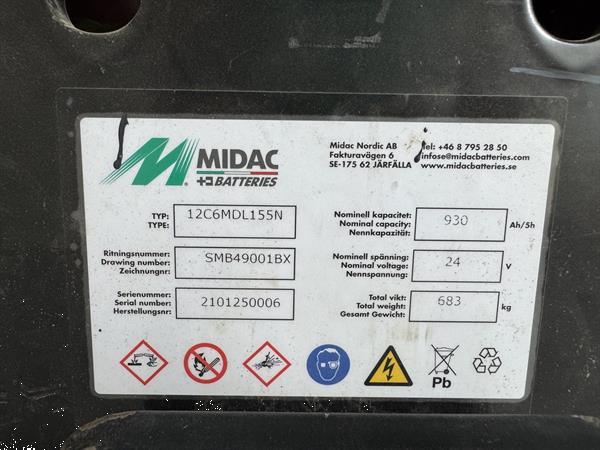 MIDAC
BATTERIES
Midac Nordic AB
Fakturavägen 6
SE-175 62 JÄRFÄLLA
Tel: +46 8 795 28 50
infose@midacbatteries.com
www.midacbatteries.se
TYP: 12C6MDL155N
TYPE:
Ritningsnummer:
Drawing number: SMB49001BX
Zeichnungnr:
Serienummer:
Serial number: 2101250006
Herstellungsnr:
Nominell kapacitet:
Nominal capacity: 930 Ah/5h
Nennkapazität:
Nominell spänning:
Nominal voltage: 24 V
Nennspannung:
Total vikt:
Total weight: 683 kg
Gesamt Gewicht:
Pb